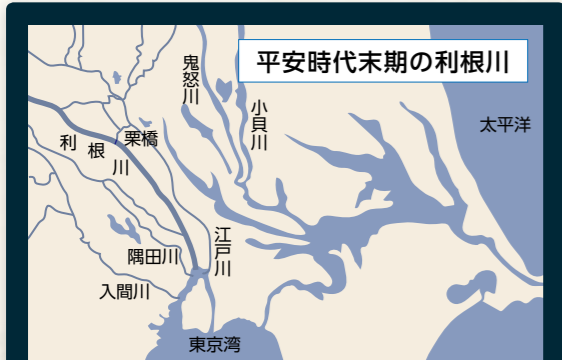 平安時代末期の利根川
鬼怒川
小貝川
太平洋
栗橋
利根川
江戸川
隅田川
入間川
東京湾